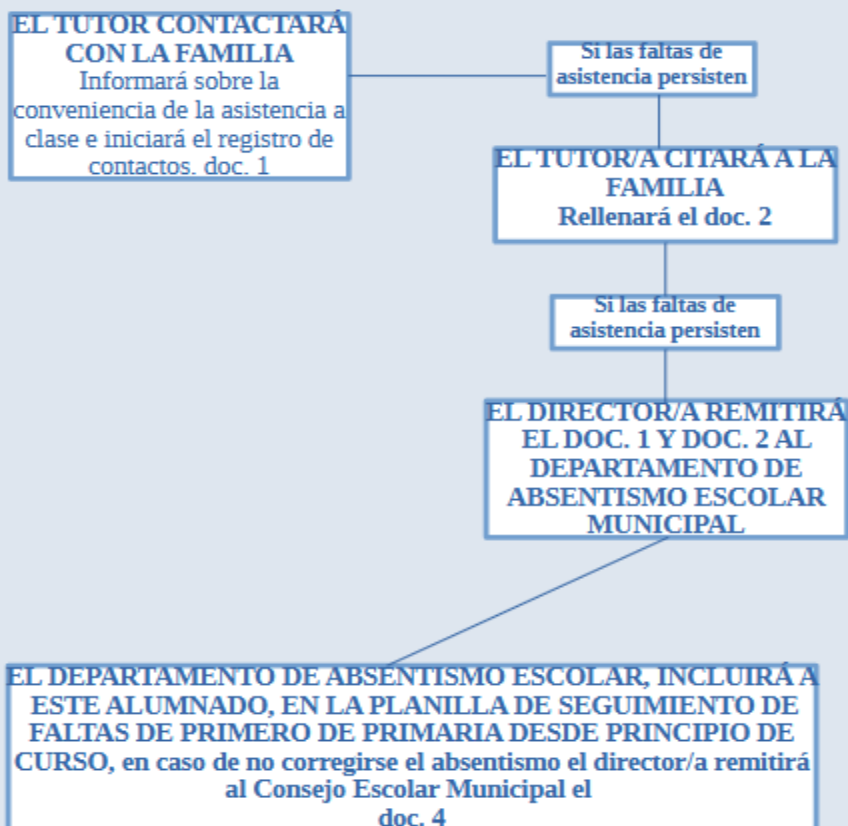 EL TUTOR CONTACTARÁ
CON LA FAMILIA
Informará sobre la
conveniencia de la asistencia a
clase e iniciará el registro de
contactos. doc. 1
Si las faltas de
asistencia persisten
EL TUTOR/A CITARÁ A LA
FAMILIA
Rellenará el doc. 2
Si las faltas de
asistencia persisten
EL DIRECTOR/A REMITIRÁ
EL DOC. 1 Y DOC. 2 AL
DEPARTAMENTO DE
ABSENTISMO ESCOLAR
MUNICIPAL
EL DEPARTAMENTO DE ABSENTISMO ESCOLAR, INCLUIRÁ A
ESTE ALUMNADO, EN LA PLANILLA DE SEGUIMIENTO DE
FALTAS DE PRIMERO DE PRIMARIA DESDE PRINCIPIO DE
CURSO, en caso de no corregirse el absentismo el director/a remitirá
al Consejo Escolar Municipal el
doc. 4